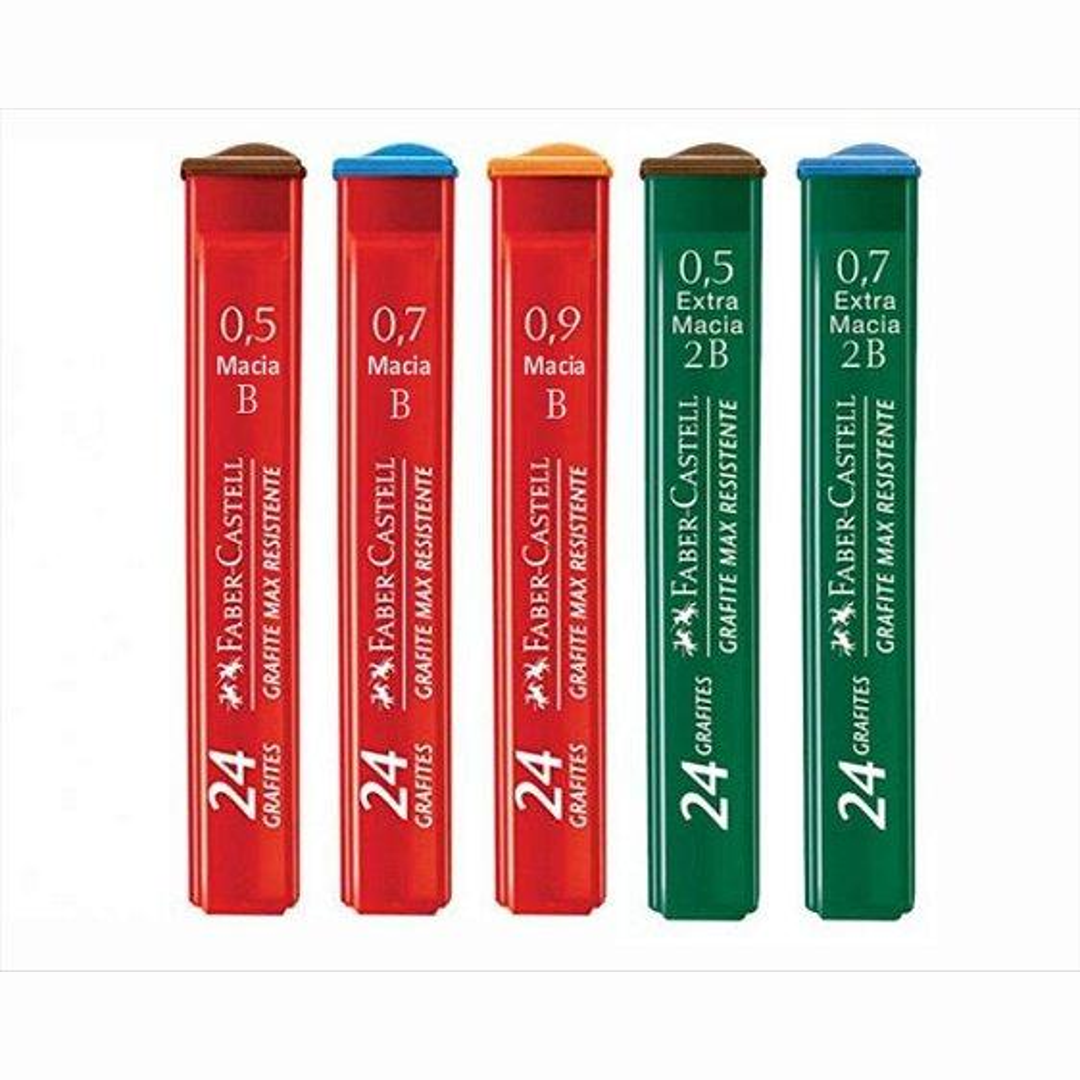 0,5
Macia
B
FABER-CASTELL
GRAFITE MAX RESISTENTE
24
GRAFITES
0,7
Macia
B
FABER-CASTELL
GRAFITE MAX RESISTENTE
24
GRAFITES
0,9
Macia
B
FABER-CASTELL
GRAFITE MAX RESISTENTE
24
GRAFITES
0,5
Extra
Macia
2B
FABER-CASTELL
GRAFITE MAX RESISTENTE
24 GRAFITES
0,7
Extra
Macia
2B
FABER-CASTELL
GRAFITE MAX RESISTENTE
24 GRAFITES